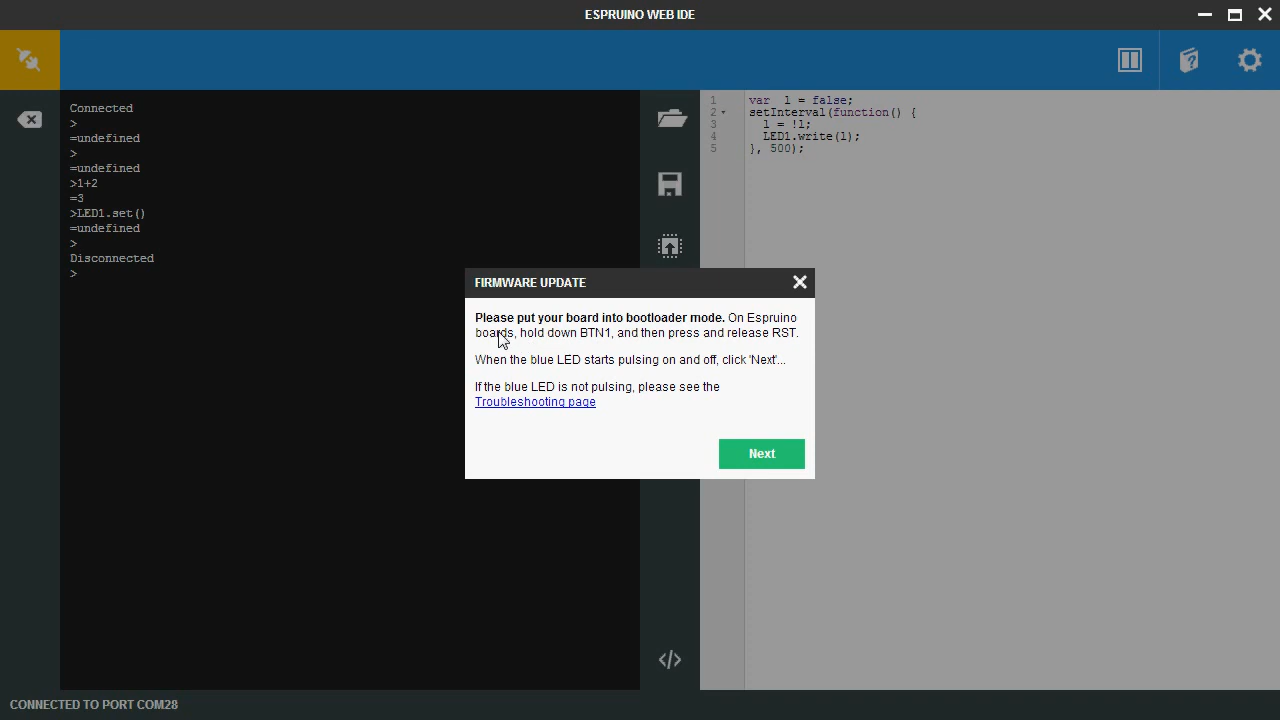 ESPRUINO WEB IDE
Connected
>
=undefined
>
=undefined
>1+2
=3
>LED1.set()
=undefined
>
Disconnected
>
1 var l = false;
2 setInterval(function() {
3 l = !l;
4 LED1.write(l);
5 }, 500);
FIRMWARE UPDATE
Please put your board into bootloader mode. On Espruino
boards, hold down BTN1, and then press and release RST.
When the blue LED starts pulsing on and off, click 'Next'...
If the blue LED is not pulsing, please see the
Troubleshooting page
Next
CONNECTED TO PORT COM28